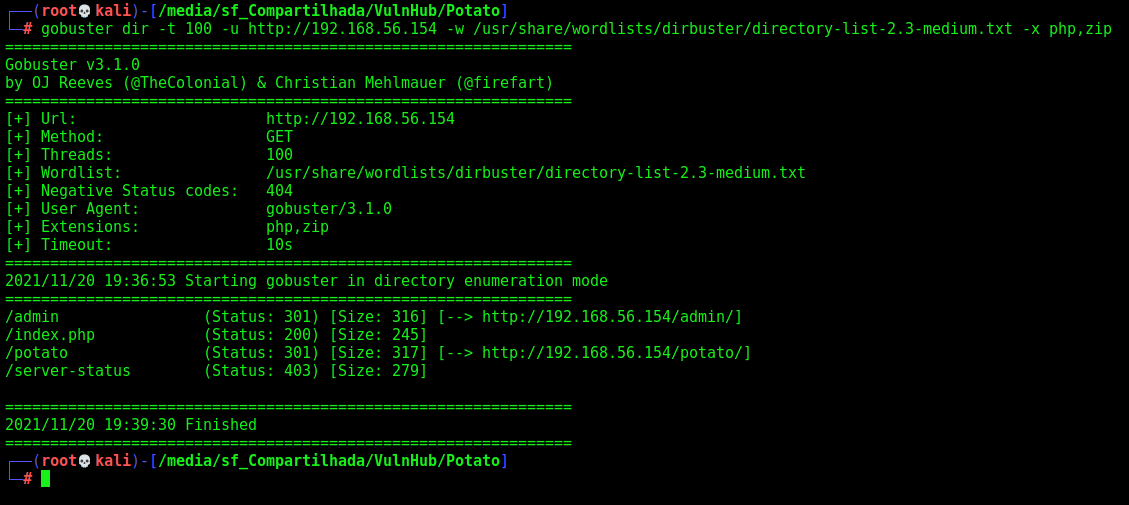 ┌──(root💀kali)-[/media/sf_Compartilhada/VulnHub/Potato]
└─# gobuster dir -t 100 -u http://192.168.56.154 -w /usr/share/wordlists/dirbuster/directory-list-2.3-medium.txt -x php,zip
===============================================================
Gobuster v3.1.0
by OJ Reeves (@TheColonial) & Christian Mehlmauer (@firefart)
===============================================================
[+] Url:                     http://192.168.56.154
[+] Method:                  GET
[+] Threads:                 100
[+] Wordlist:                /usr/share/wordlists/dirbuster/directory-list-2.3-medium.txt
[+] Negative Status codes:   404
[+] User Agent:              gobuster/3.1.0
[+] Extensions:              php,zip
[+] Timeout:                 10s
===============================================================
2021/11/20 19:36:53 Starting gobuster in directory enumeration mode
===============================================================
/admin                (Status: 301) [Size: 316] [--> http://192.168.56.154/admin/]
/index.php            (Status: 200) [Size: 245]
/potato               (Status: 301) [Size: 317] [--> http://192.168.56.154/potato/]
/server-status        (Status: 403) [Size: 279]
===============================================================
2021/11/20 19:39:30 Finished
===============================================================
┌──(root💀kali)-[/media/sf_Compartilhada/VulnHub/Potato]
└─#